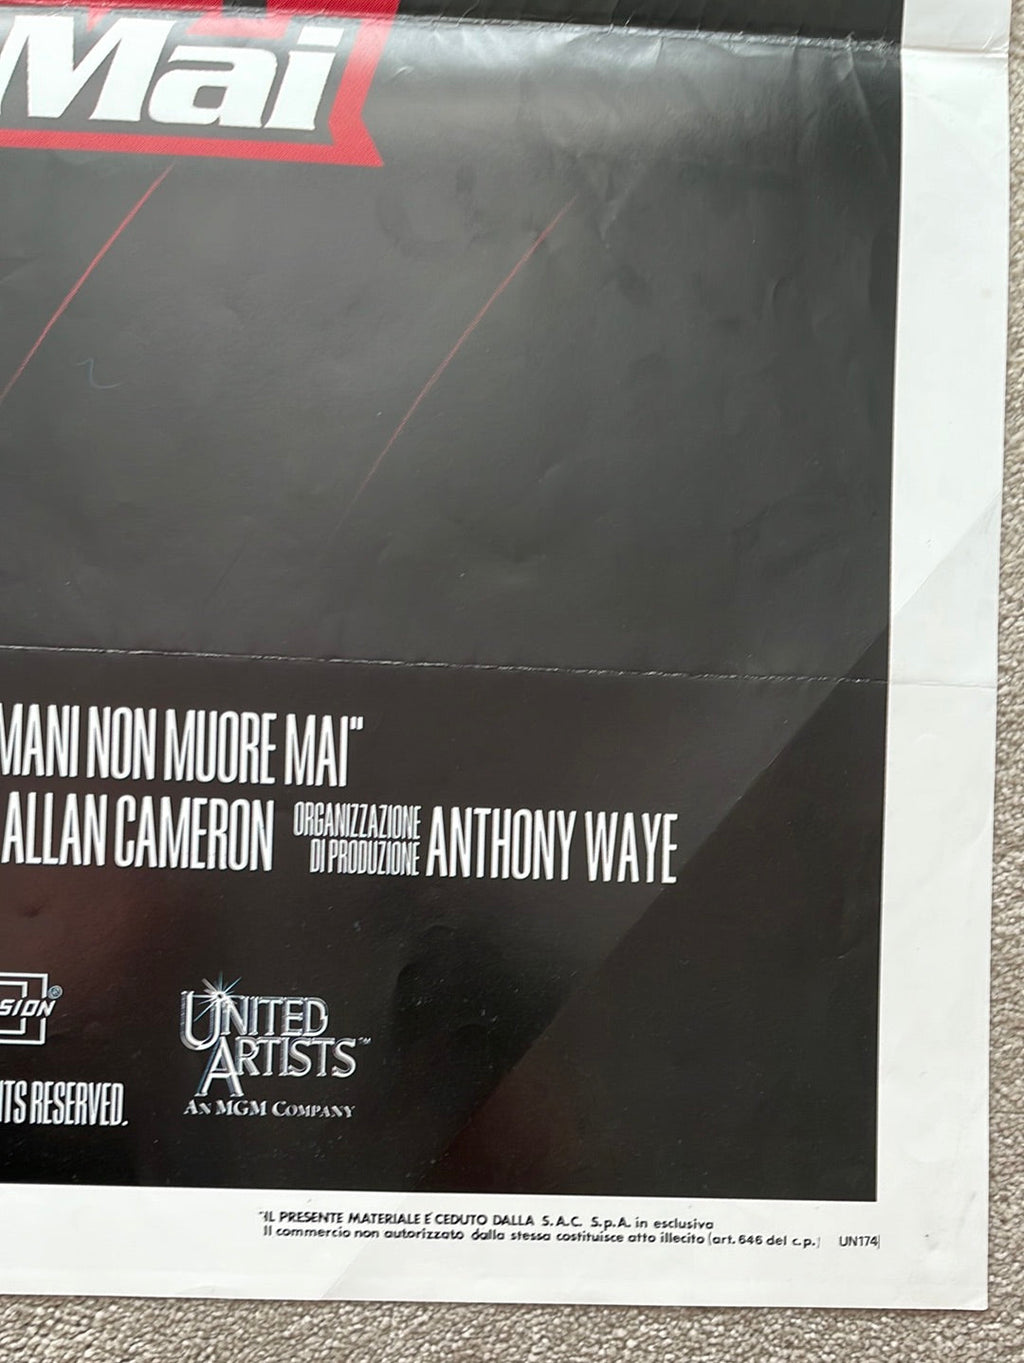 Mai
MANI NON MUORE MAI"
ALLAN CAMERON ORGANIZZAZIONE DI PRODUZIONE ANTHONY WAYE
SION®
UNITED
ARTISTS™
AN MGM COMPANY
ITS RESERVED.
"IL PRESENTE MATERIALE E' CEDUTO DALLA S.A.C. S.p.A. in esclusiva
Il commercio non autorizzato dalla stessa costituisce atto illecito (art. 646 del c.p.) UN174